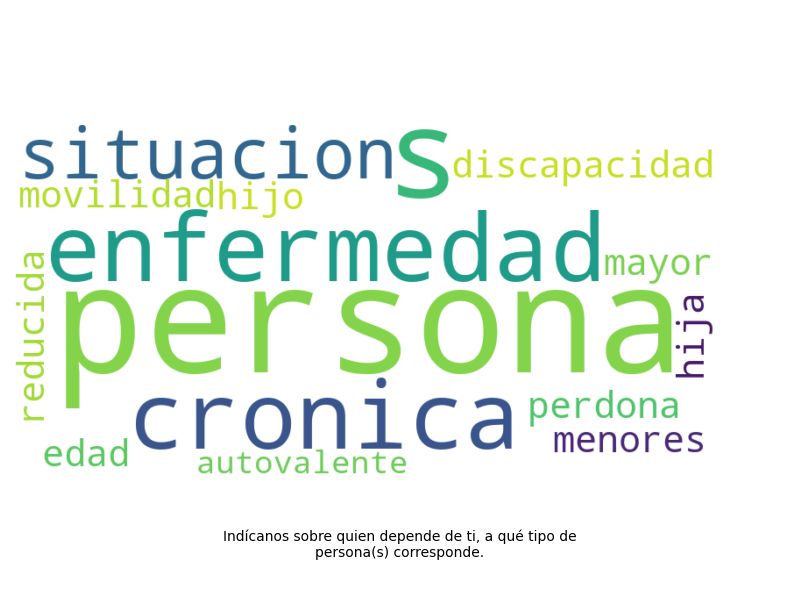 situacion s discapacidad
movilidad hijo
enfermedad mayor
reducida persona hija
cronica perdona
menores
edad autovalente
Indícanos sobre quien depende de ti, a qué tipo de
persona(s) corresponde.